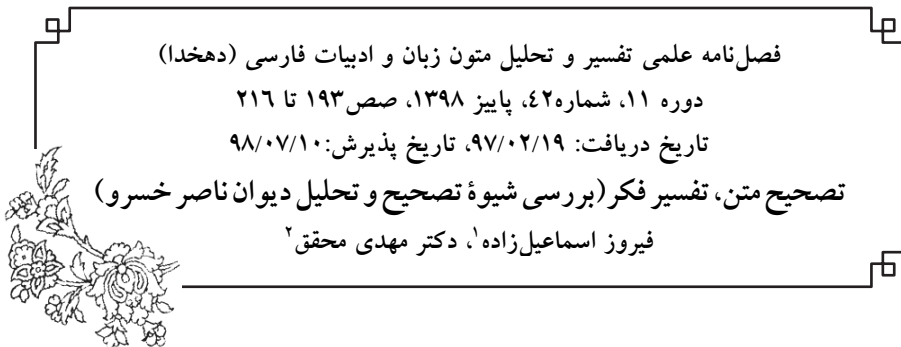 فصل‌نامه علمی تفسیر و تحلیل متون زبان و ادبیات فارسی (دهخدا)
دوره ۱۱، شماره۴۲، پاییز ۱۳۹۸، صص۱۹۳ تا ۲۱۶
تاریخ دریافت: ۹۷/۰۲/۱۹، تاریخ پذیرش:۹۸/۰۷/۱۰
تصحیح متن، تفسیر فکر(بررسی شیوهٔ تصحیح و تحلیل دیوان ناصر خسرو)
فیروز اسماعیل‌زاده۱، دکتر مهدی محقق۲